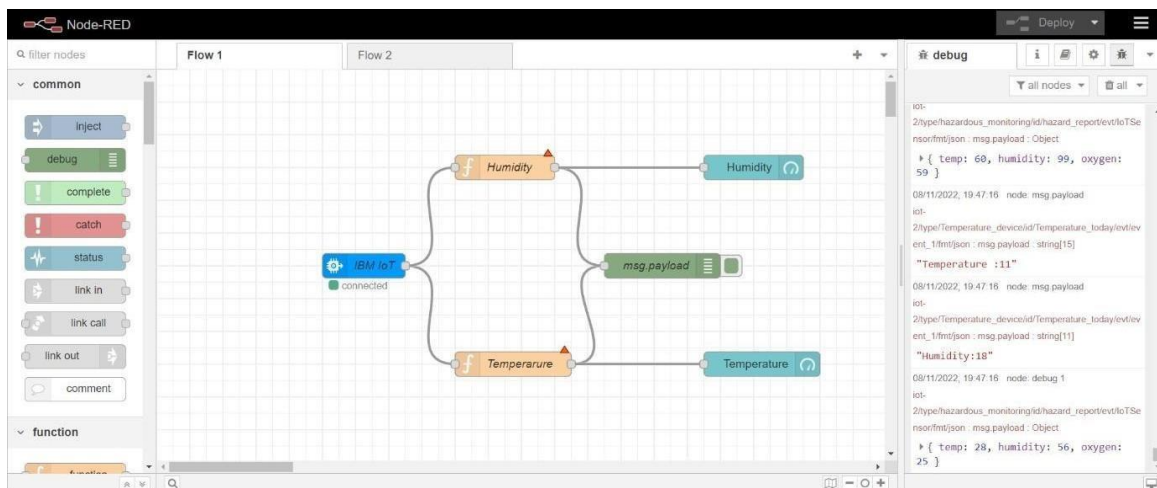 Node-RED
Deploy
filter nodes
Flow 1
Flow 2
debug
i
all nodes
all
common
inject
debug
complete
catch
status
link in
link call
link out
comment
function
function
Humidity
Humidity
IBM IoT
connected
msg.payload
Temperarure
Temperature
iot-
2/type/hazardous_monitoring/id/hazard_report/evt/IoTSe
nsor/fmt/json : msg.payload : Object
{ temp: 60, humidity: 99, oxygen:
59 }
08/11/2022, 19:47:16 node: msg.payload
iot-
2/type/Temperature_device/id/Temperature_today/evt/ev
ent_1/fmt/json : msg.payload : string[15]
"Temperature :11"
08/11/2022, 19:47:16 node: msg.payload
iot-
2/type/Temperature_device/id/Temperature_today/evt/ev
ent_1/fmt/json : msg.payload : string[11]
"Humidity:18"
08/11/2022, 19:47:16 node: debug 1
iot-
2/type/hazardous_monitoring/id/hazard_report/evt/IoTSe
nsor/fmt/json : msg.payload : Object
{ temp: 28, humidity: 56, oxygen:
25 }